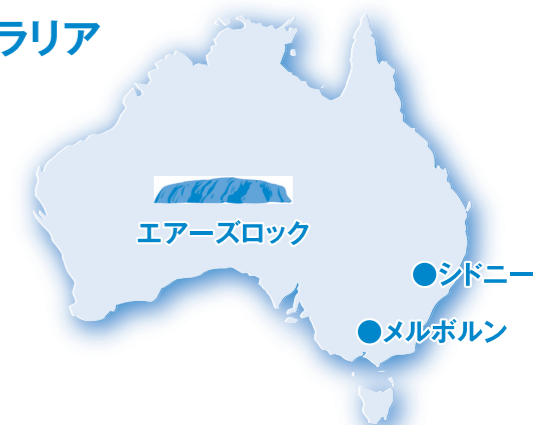 ラリア
エアーズロック
シドニー
メルボルン